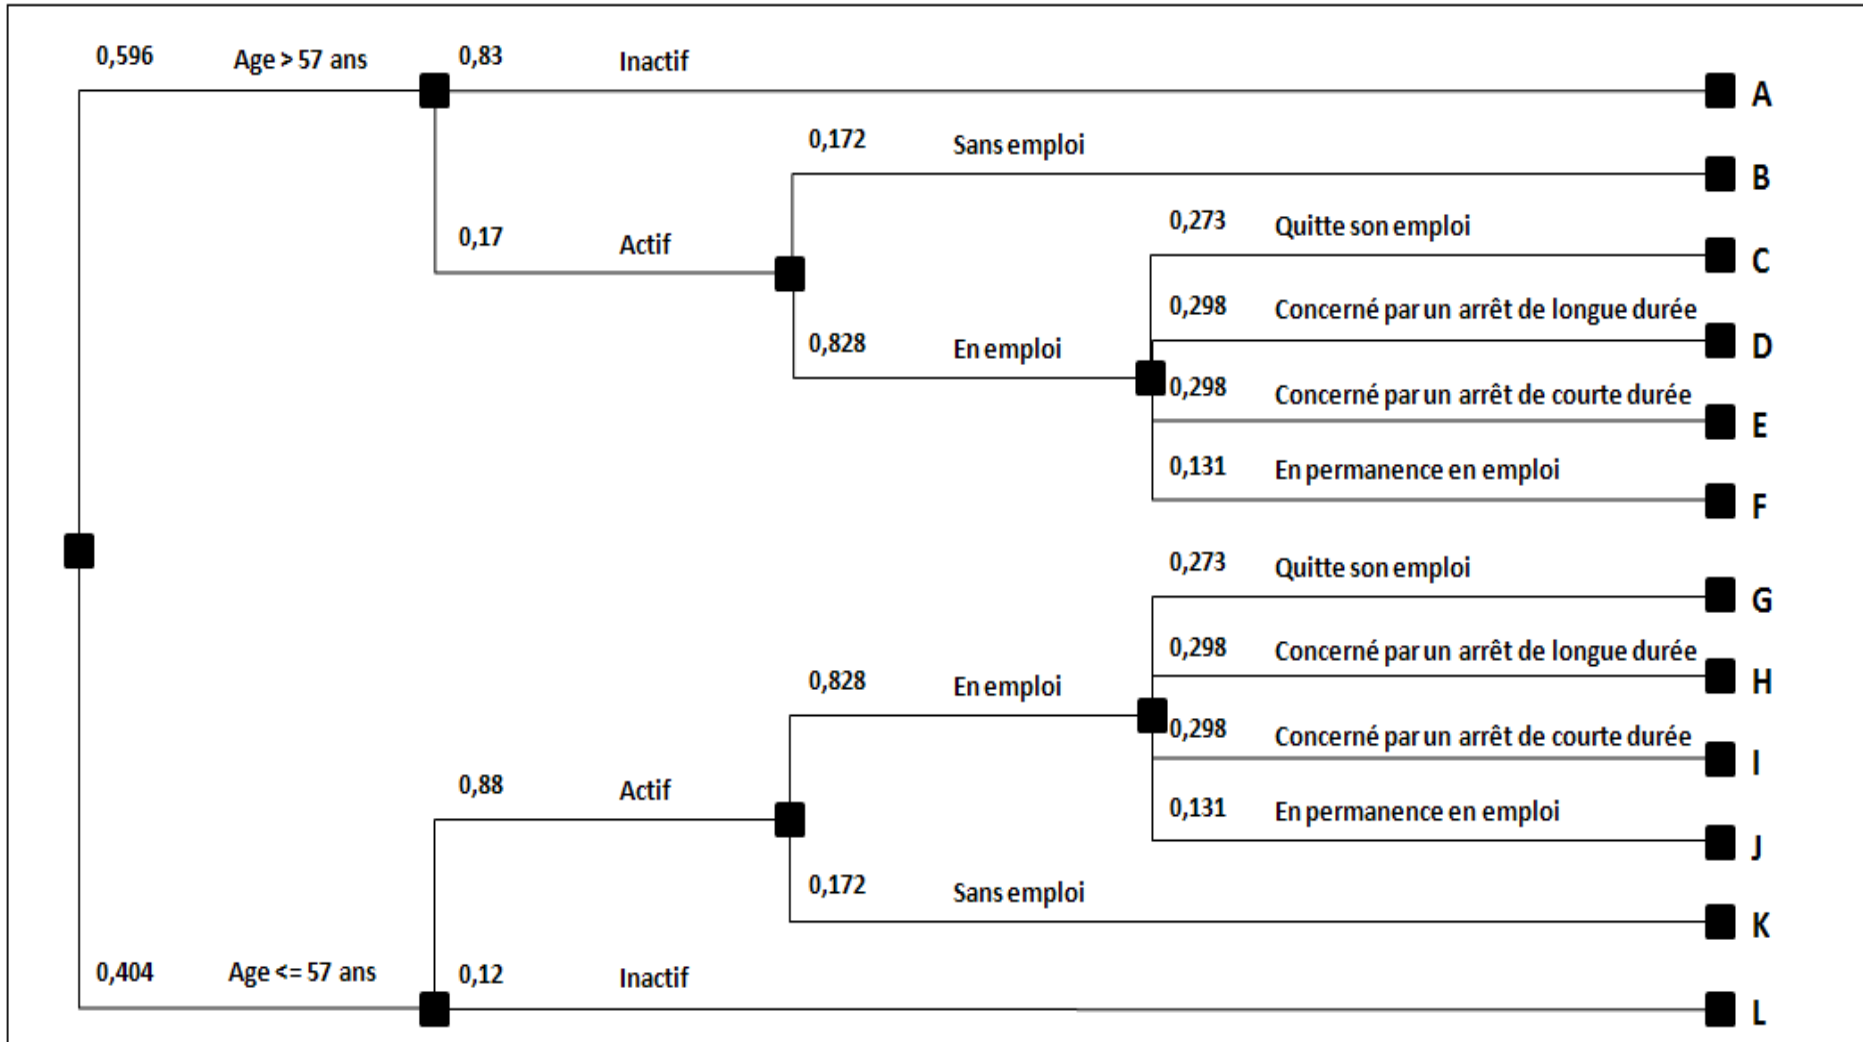 0,596 Age > 57 ans 0,83 Inactif
A
0,172 Sans emploi
B
0,17 Actif
0,273 Quitte son emploi
C
0,298 Concerné par un arrêt de longue durée
D
0,828 En emploi
0,298 Concerné par un arrêt de courte durée
E
0,131 En permanence en emploi
F
0,273 Quitte son emploi
G
0,298 Concerné par un arrêt de longue durée
H
0,828 En emploi
0,298 Concerné par un arrêt de courte durée
I
0,88 Actif
0,131 En permanence en emploi
J
0,172 Sans emploi
K
0,404 Age <= 57 ans 0,12 Inactif
L